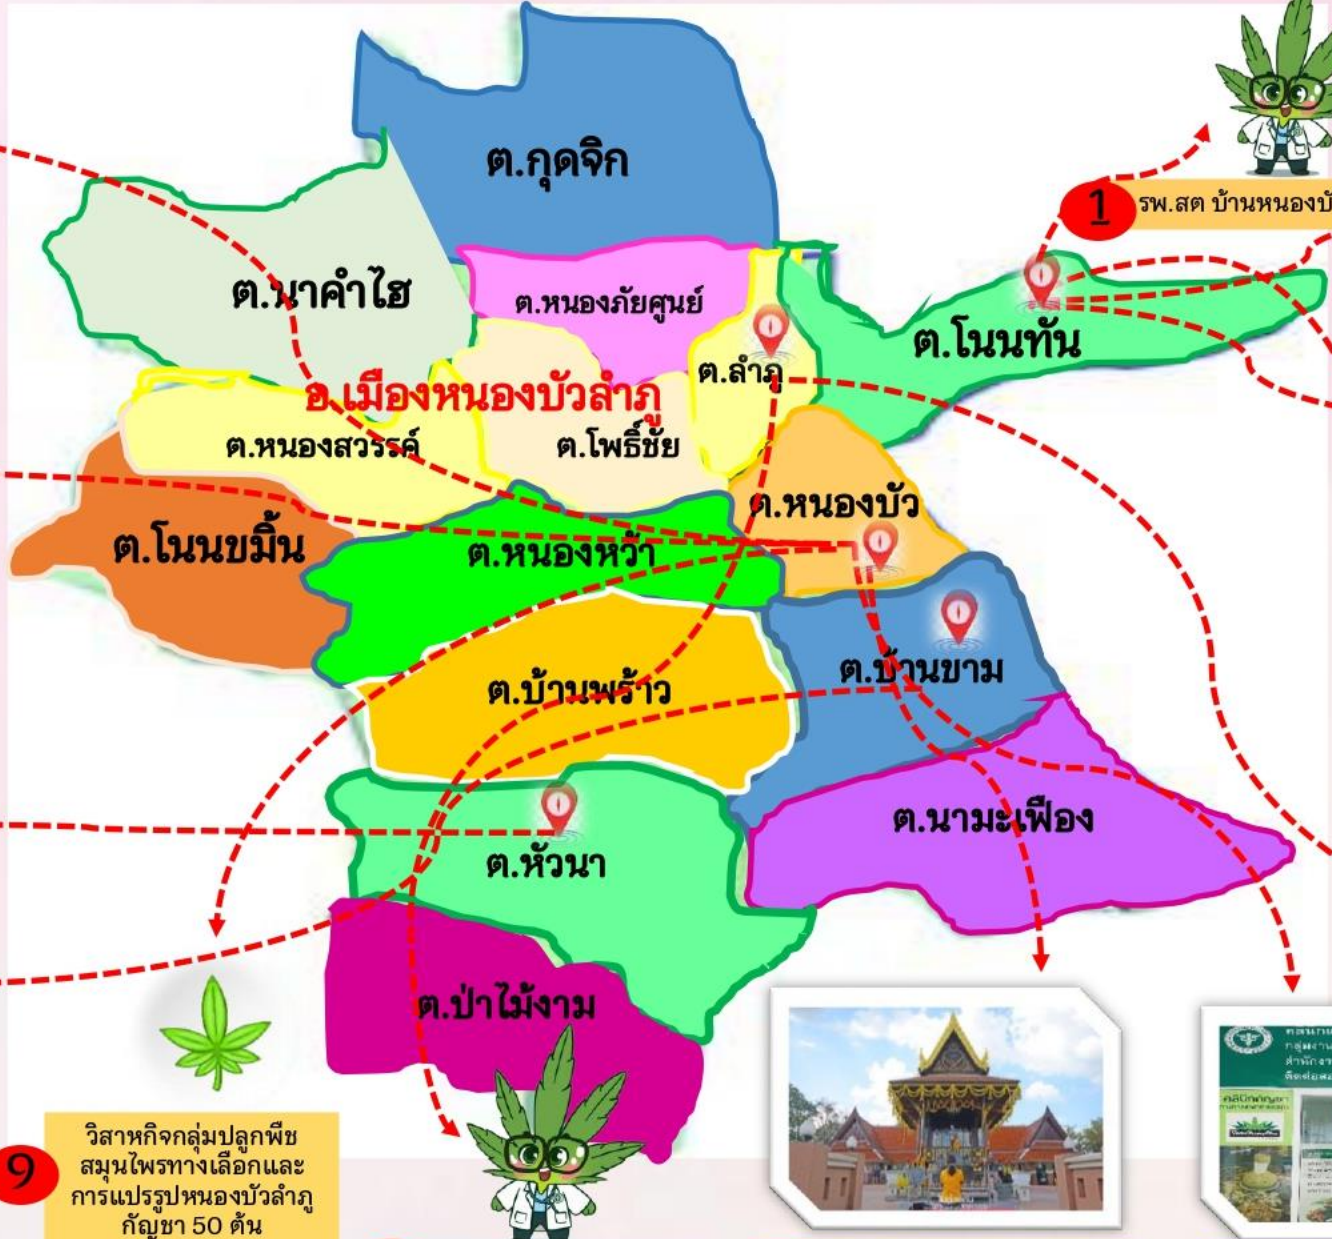 ต.กุดจิก
1
รพ.สต บ้านหนองบั
ต.นาคำไฮ
ต.หนองภัยศูนย์
ต.โนนทัน
ต.ลำภู
อ.เมืองหนองบัวลำภู
ต.หนองสวรรค์
ต.โพธิ์ชัย
ต.หนองบัว
ต.โนนขมิ้น
ต.หนองหว้า
ต.บ้านขาม
ต.บ้านพร้าว
ต.นามะเฟือง
ต.หัวนา
ต.ป่าไม้งาม
9
วิสาหกิจกลุ่มปลูกพืช
สมุนไพรทางเลือกและ
การแปรรูปหนองบัวลำภู
กัญชา 50 ต้น